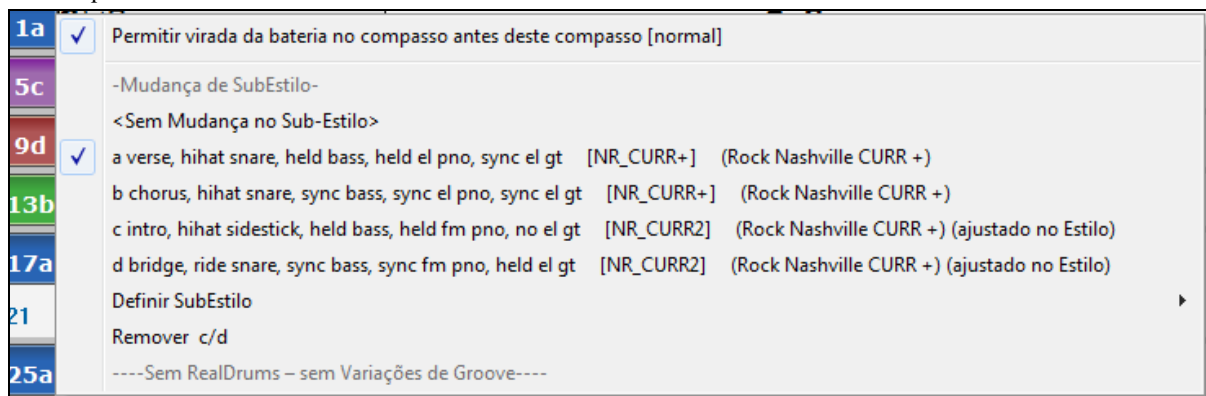 1a
Permitir virada da bateria no compasso antes deste compasso [normal]
5c
-Mudança de SubEstilo-
<Sem Mudança no Sub-Estilo>
9d
a verse, hihat snare, held bass, held el pno, sync el gt [NR_CURR+] (Rock Nashville CURR +)
13b
b chorus, hihat snare, sync bass, sync el pno, sync el gt [NR_CURR+] (Rock Nashville CURR +)
c intro, hihat sidestick, held bass, held fm pno, no el gt [NR_CURR2] (Rock Nashville CURR +) (ajustado no Estilo)
17a
d bridge, ride snare, sync bass, sync fm pno, held el gt [NR_CURR2] (Rock Nashville CURR +) (ajustado no Estilo)
21
Definir SubEstilo
Remover c/d
25a
----Sem RealDrums – sem Variações de Groove----